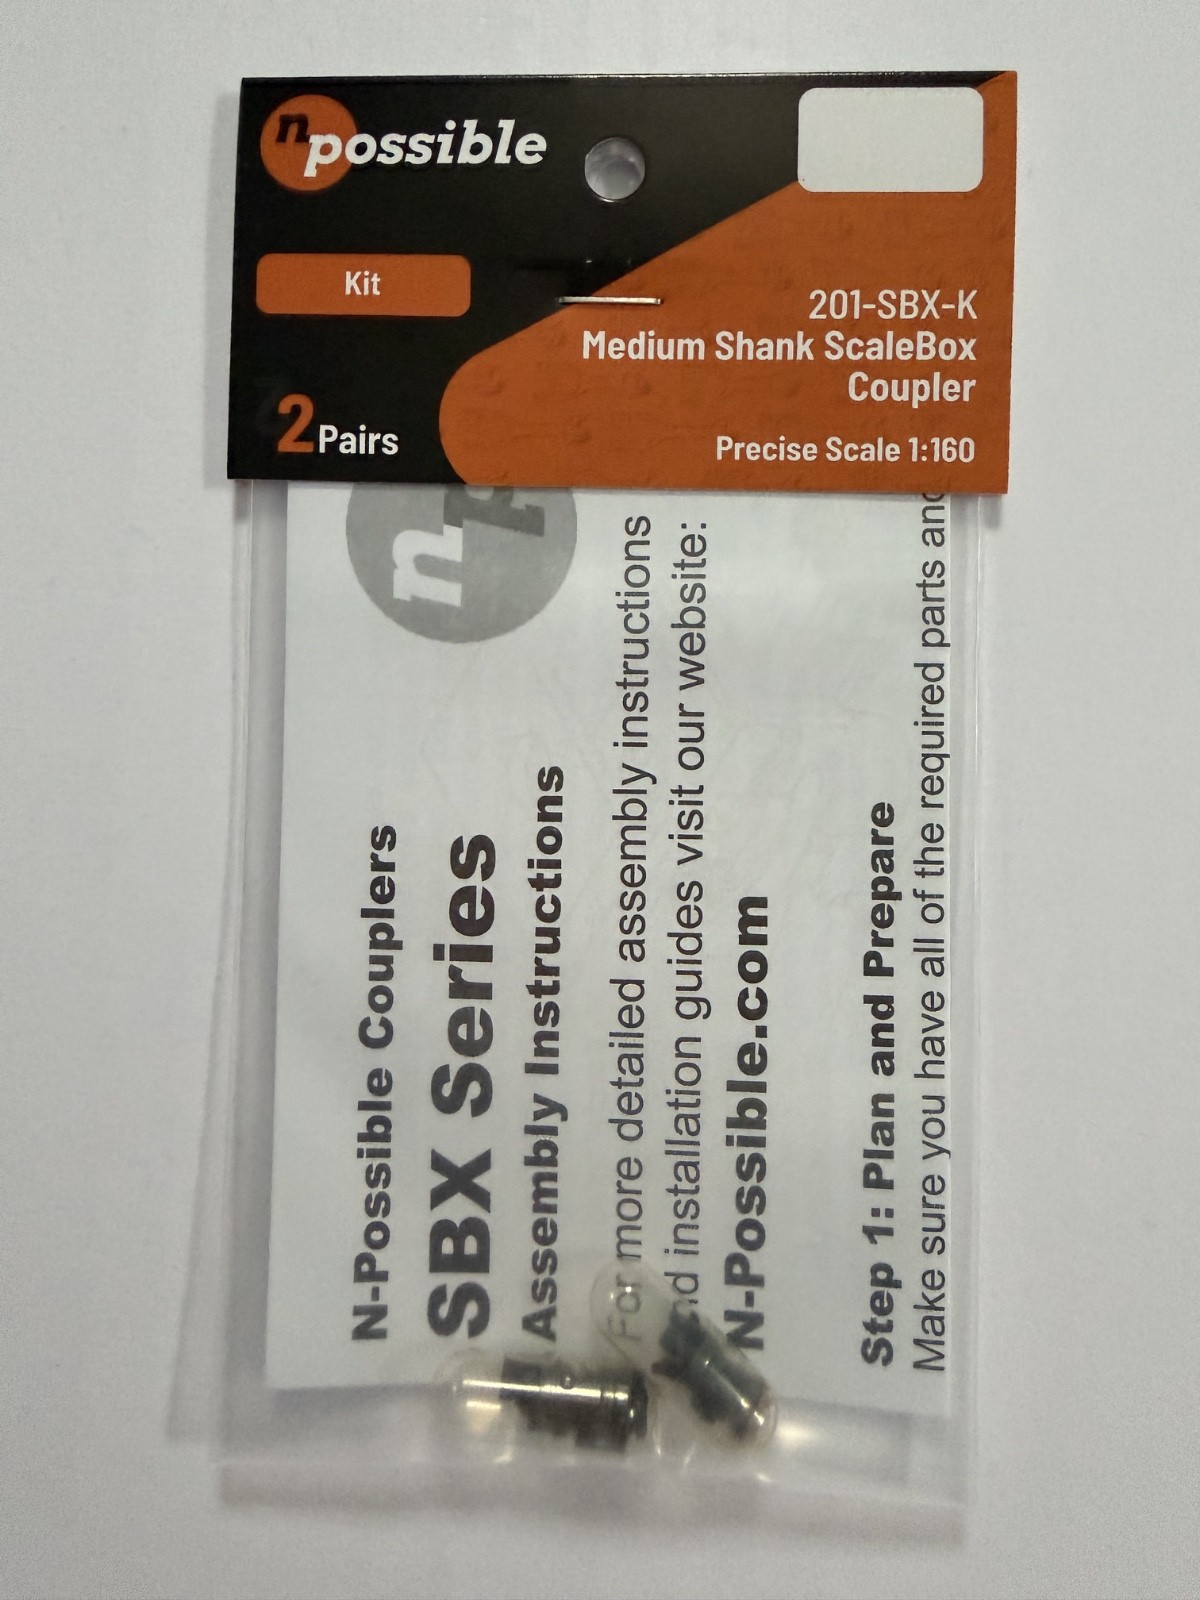 npossible
Kit
2 Pairs
201-SBX-K
Medium Shank ScaleBox
Coupler
Precise Scale 1:160
np
N-Possible Couplers
SBX Series
Assembly Instructions
For more detailed assembly instructions
nd installation guides visit our website:
N-Possible.com
Step 1: Plan and Prepare
Make sure you have all of the required parts and